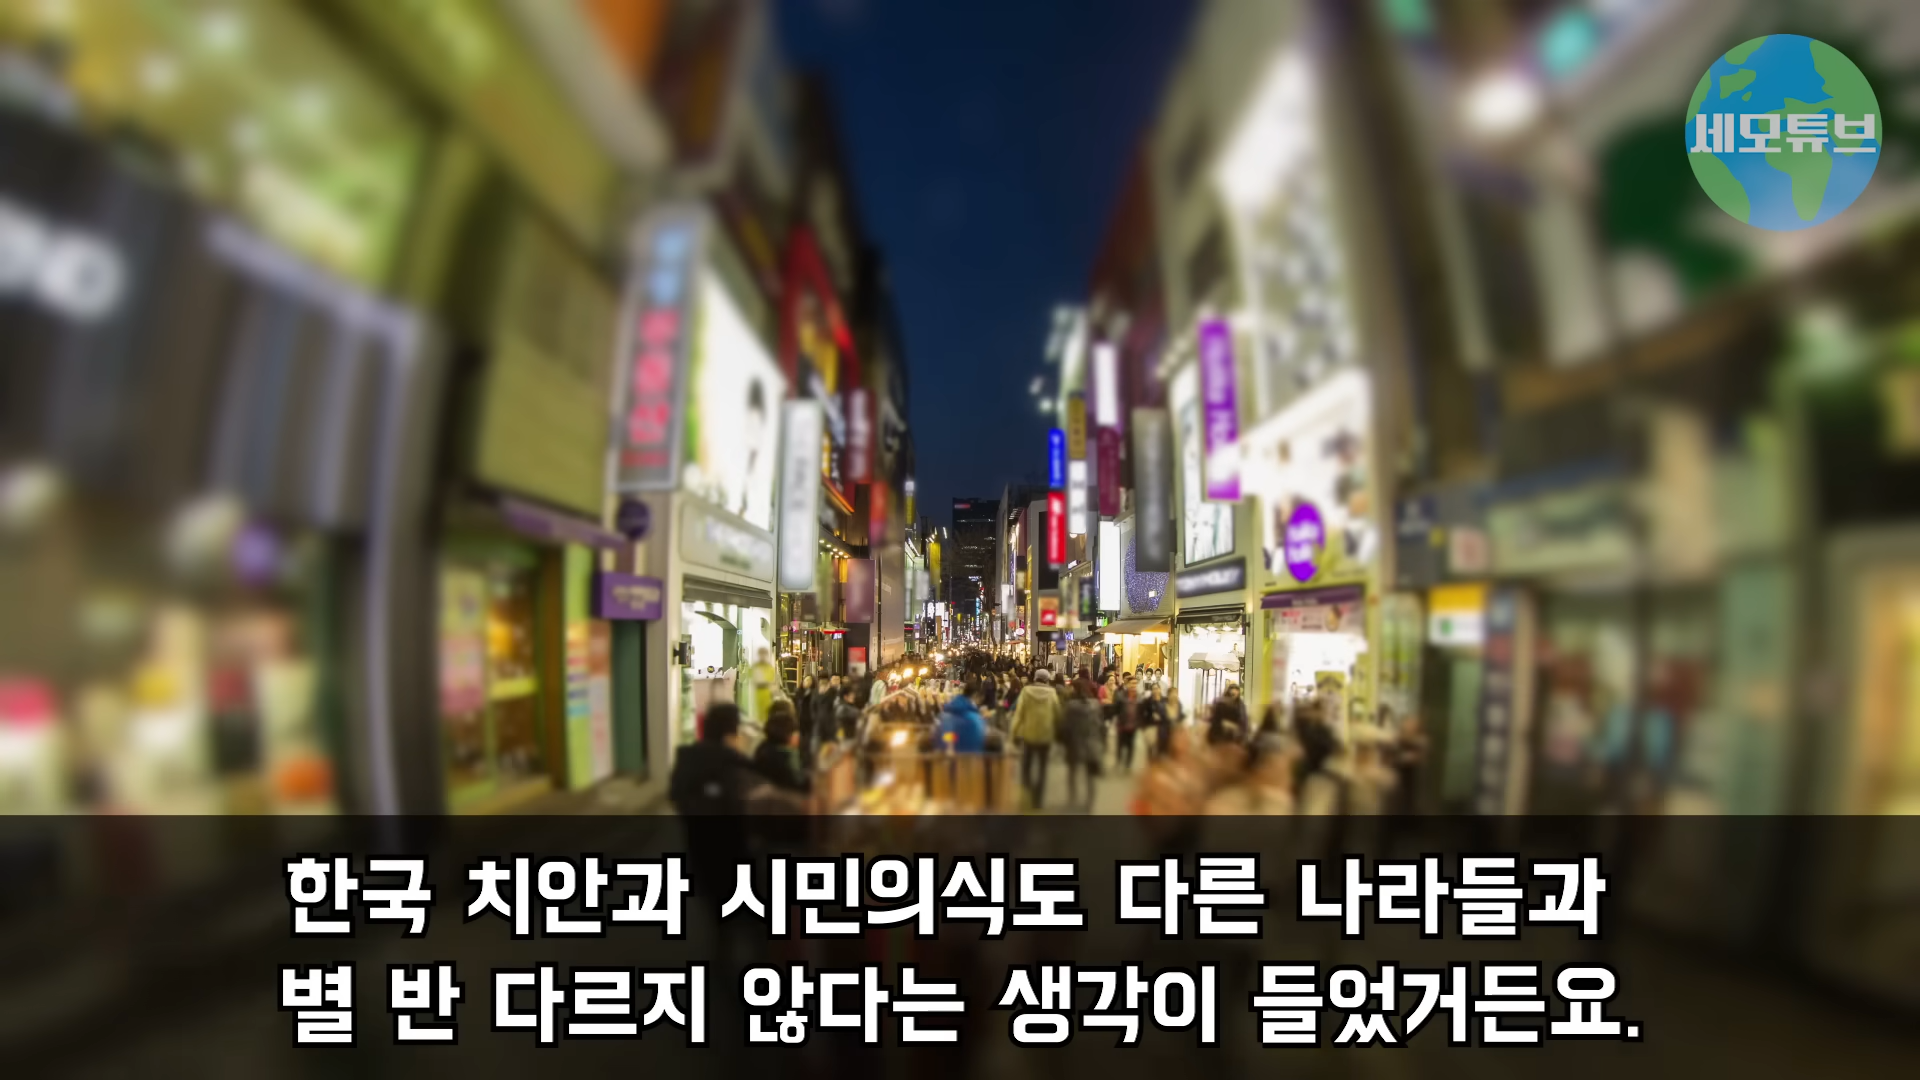 세모튜브
한국 치안과 시민의식도 다른 나라들과
별 반 다르지 않다는 생각이 들었거든요.